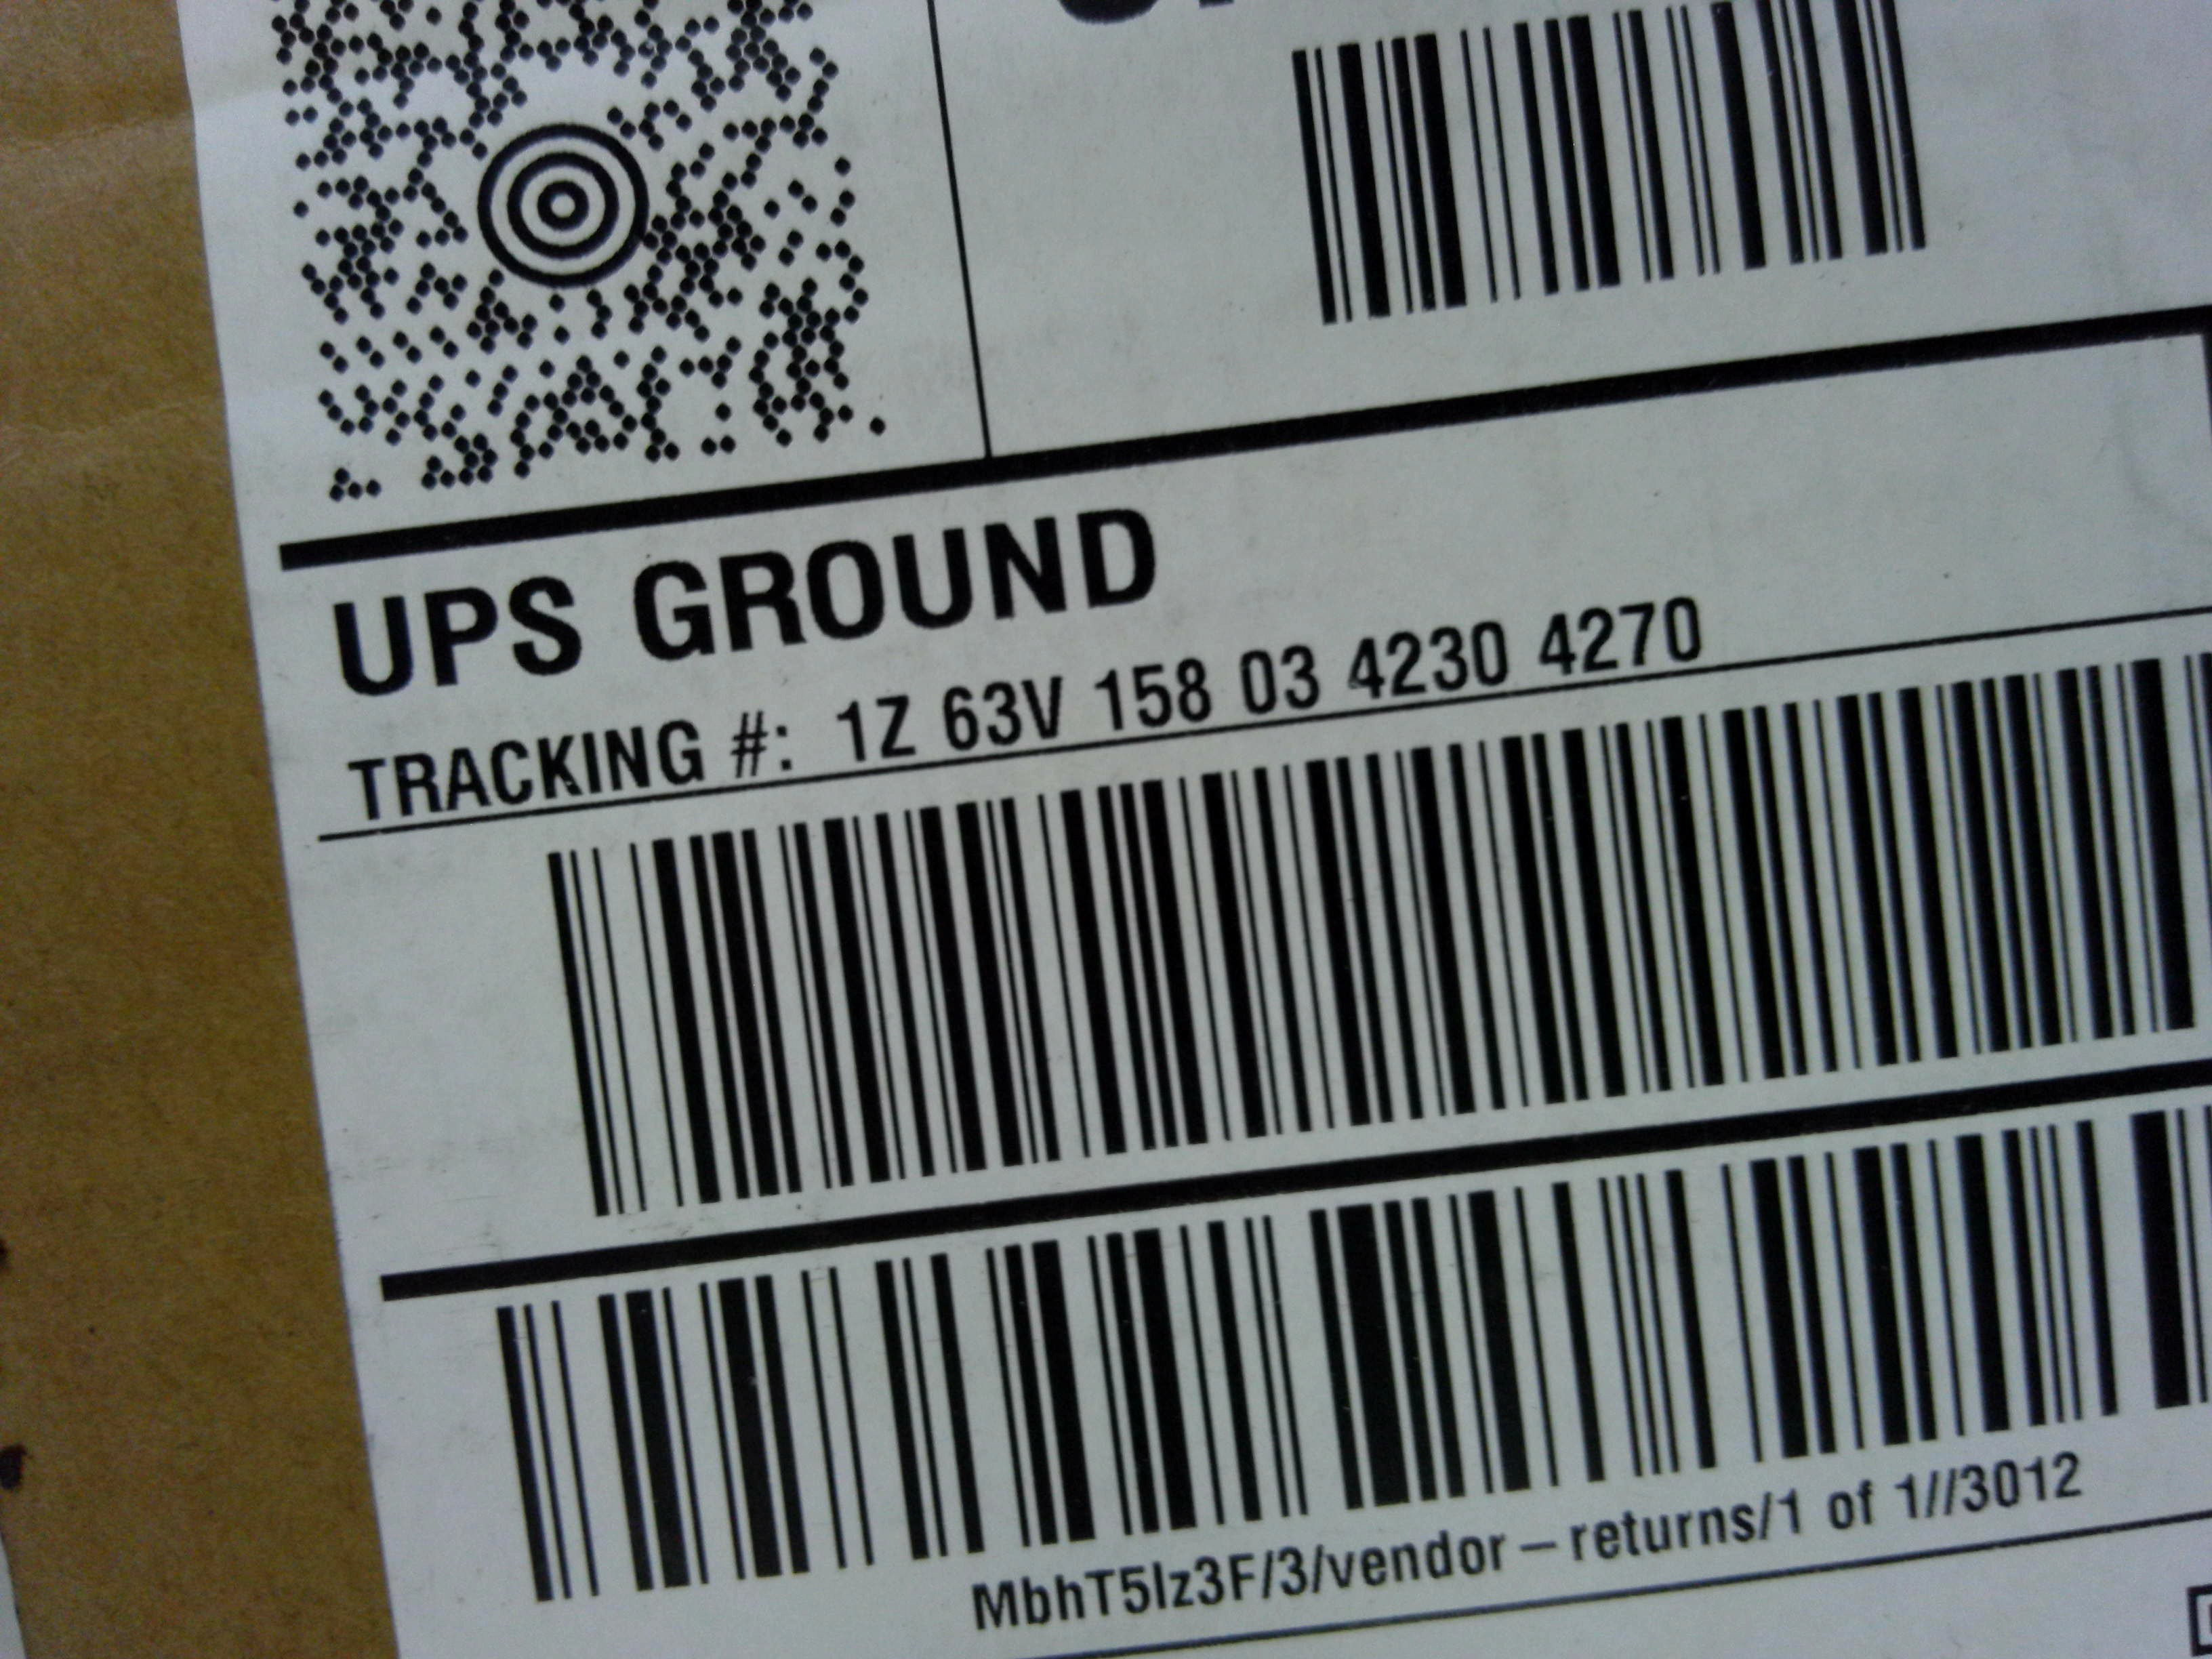 UPS GROUND
TRACKING #: 1Z 63V 158 03 4230 4270
MbhT5lz3F/3/vendor-returns/1 of 1//3012